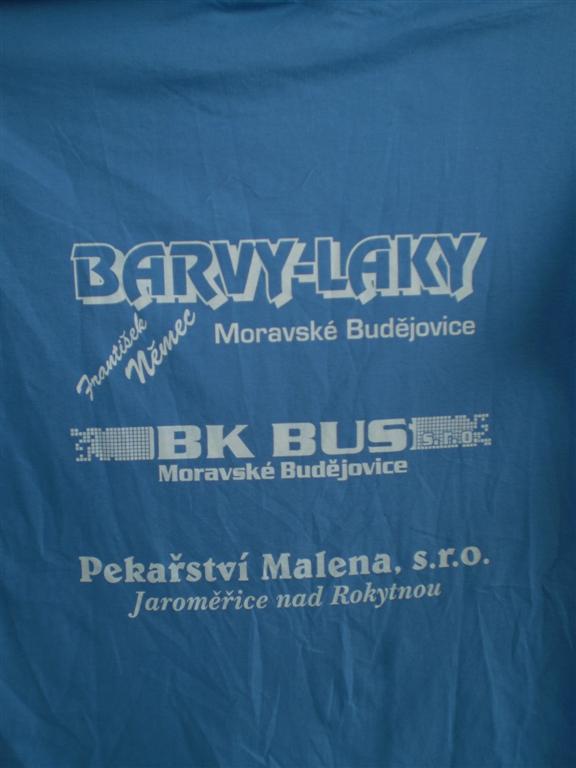 BARVY-LAKY
František
Němec
Moravské Budějovice
BK BUS s.r.o.
Moravské Budějovice
Pekařství Malena, s.r.o.
Jaroměřice nad Rokytnou